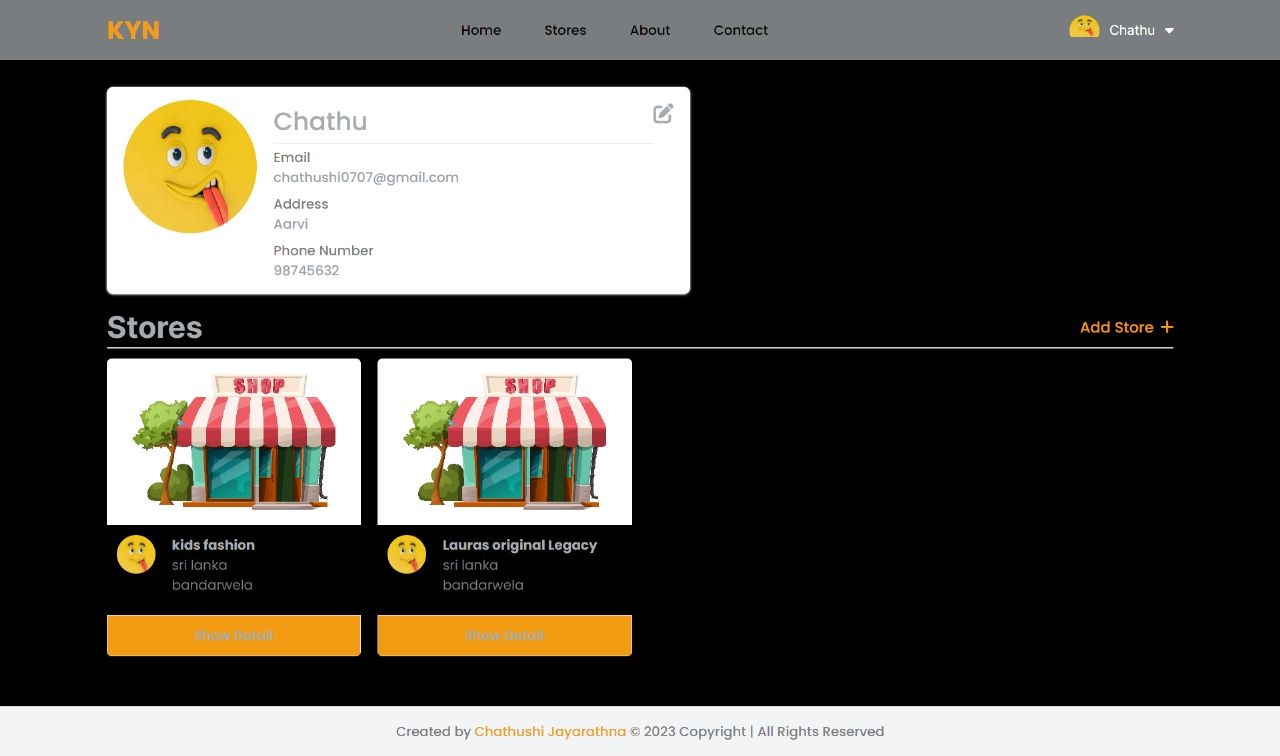 KYN
Home Stores About Contact
Chathu
Chathu
Email
chathushi0707@gmail.com
Address
Aarvi
Phone Number
98745632
Stores
Add Store +
SHOP
SHOP
kids fashion
sri lanka
bandarwela
Lauras original Legacy
sri lanka
bandarwela
Show Detail
Show Detail
Created by Chathushi Jayarathna © 2023 Copyright | All Rights Reserved